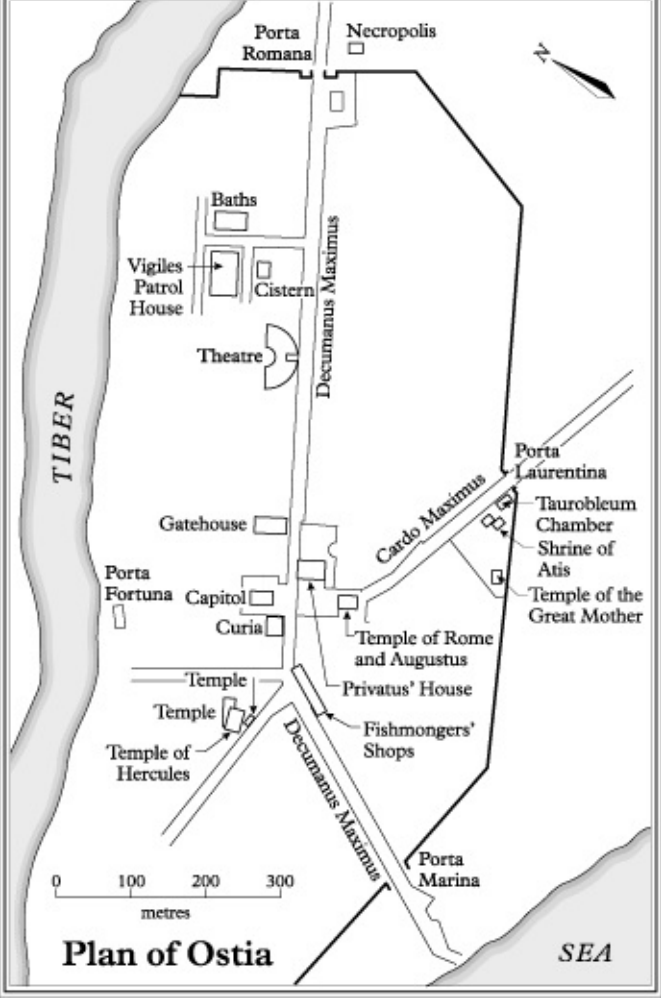 Porta
Romana
Necropolis
N
Baths
Vigiles
Patrol
House
Cistern
Decumanus Maximus
Theatre
TIBER
Porta
Laurentina
Cardo Maximus
Taurobleum
Chamber
Gatehouse
Shrine of
Atis
Porta
Fortuna
Capitol
Temple of the
Great Mother
Curia
Temple of Rome
and Augustus
Temple
Privatus' House
Temple
Fishmongers'
Shops
Temple of
Hercules
Decumanus Maximus
Porta
Marina
0 100 200 300
metres
Plan of Ostia
SEA